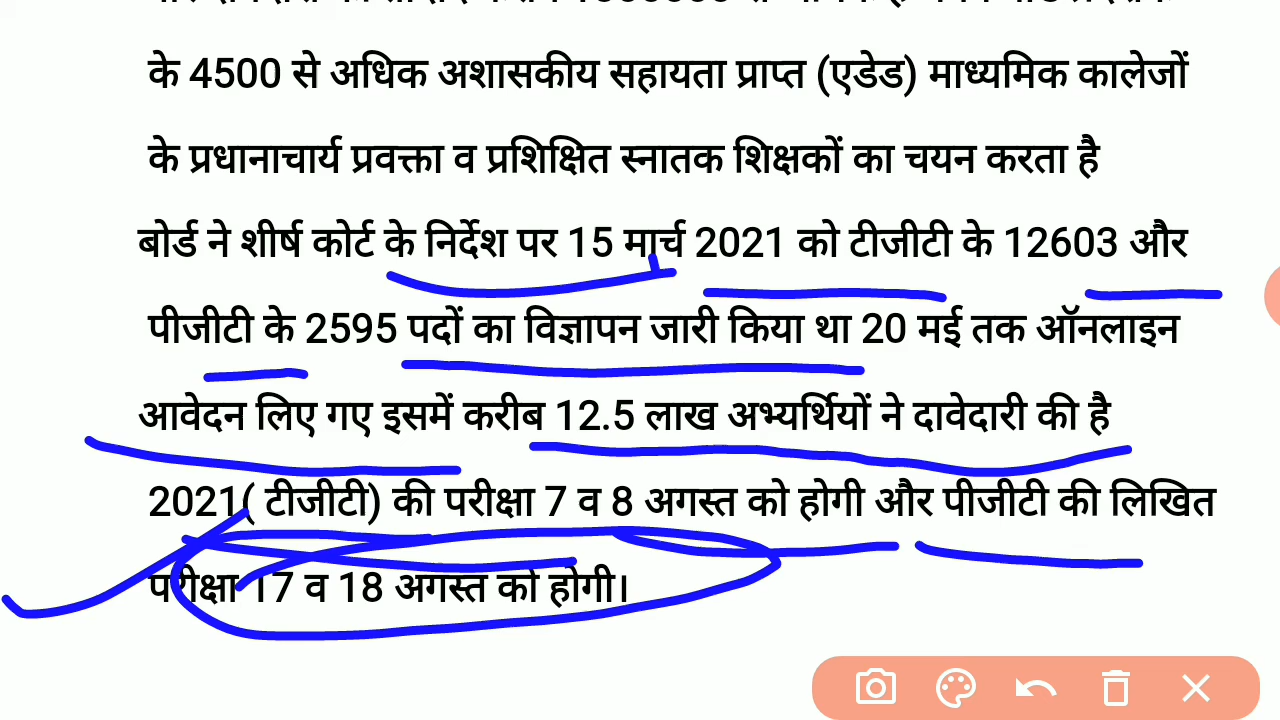 के 4500 से अधिक अशासकीय सहायता प्राप्त (एडेड) माध्यमिक कालेजों
के प्रधानाचार्य प्रवक्ता व प्रशिक्षित स्नातक शिक्षकों का चयन करता है
बोर्ड ने शीर्ष कोर्ट के निर्देश पर 15 मार्च 2021 को टीजीटी के 12603 और
पीजीटी के 2595 पदों का विज्ञापन जारी किया था 20 मई तक ऑनलाइन
आवेदन लिए गए इसमें करीब 12.5 लाख अभ्यर्थियों ने दावेदारी की है
2021( टीजीटी) की परीक्षा 7 व 8 अगस्त को होगी और पीजीटी की लिखित
परीक्षा 17 व 18 अगस्त को होगी।